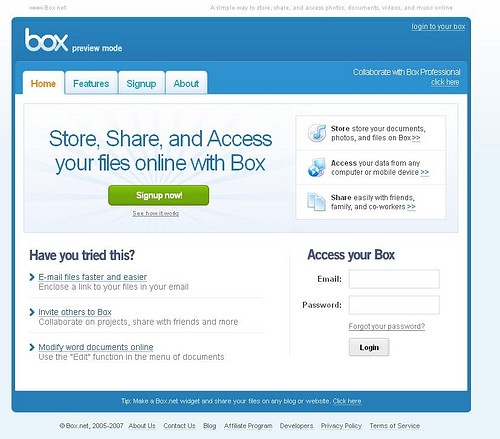 www.Box.net
A simple way to store, share, and access photos, documents, videos, and music online
login to your box
box preview mode
Collaborate with Box Professional
click here
Home Features Signup About
Store, Share, and Access
your files online with Box
Signup now!
See how it works
Store store your documents,
photos, and files on Box >>
Access your data from any
computer or mobile device >>
Share easily with friends,
family, and co-workers >>
Have you tried this?
E-mail files faster and easier
Enclose a link to your files in your email
Invite others to Box
Collaborate on projects, share with friends and more
Modify word documents online
Use the "Edit" function in the menu of documents
Access your Box
Email:
Password:
Forgot your password?
Login
Tip: Make a Box.net widget and share your files on any blog or website. Click here
© Box.net, 2005-2007 About Us Contact Us Blog Affiliate Program Developers Privacy Policy Terms of Service